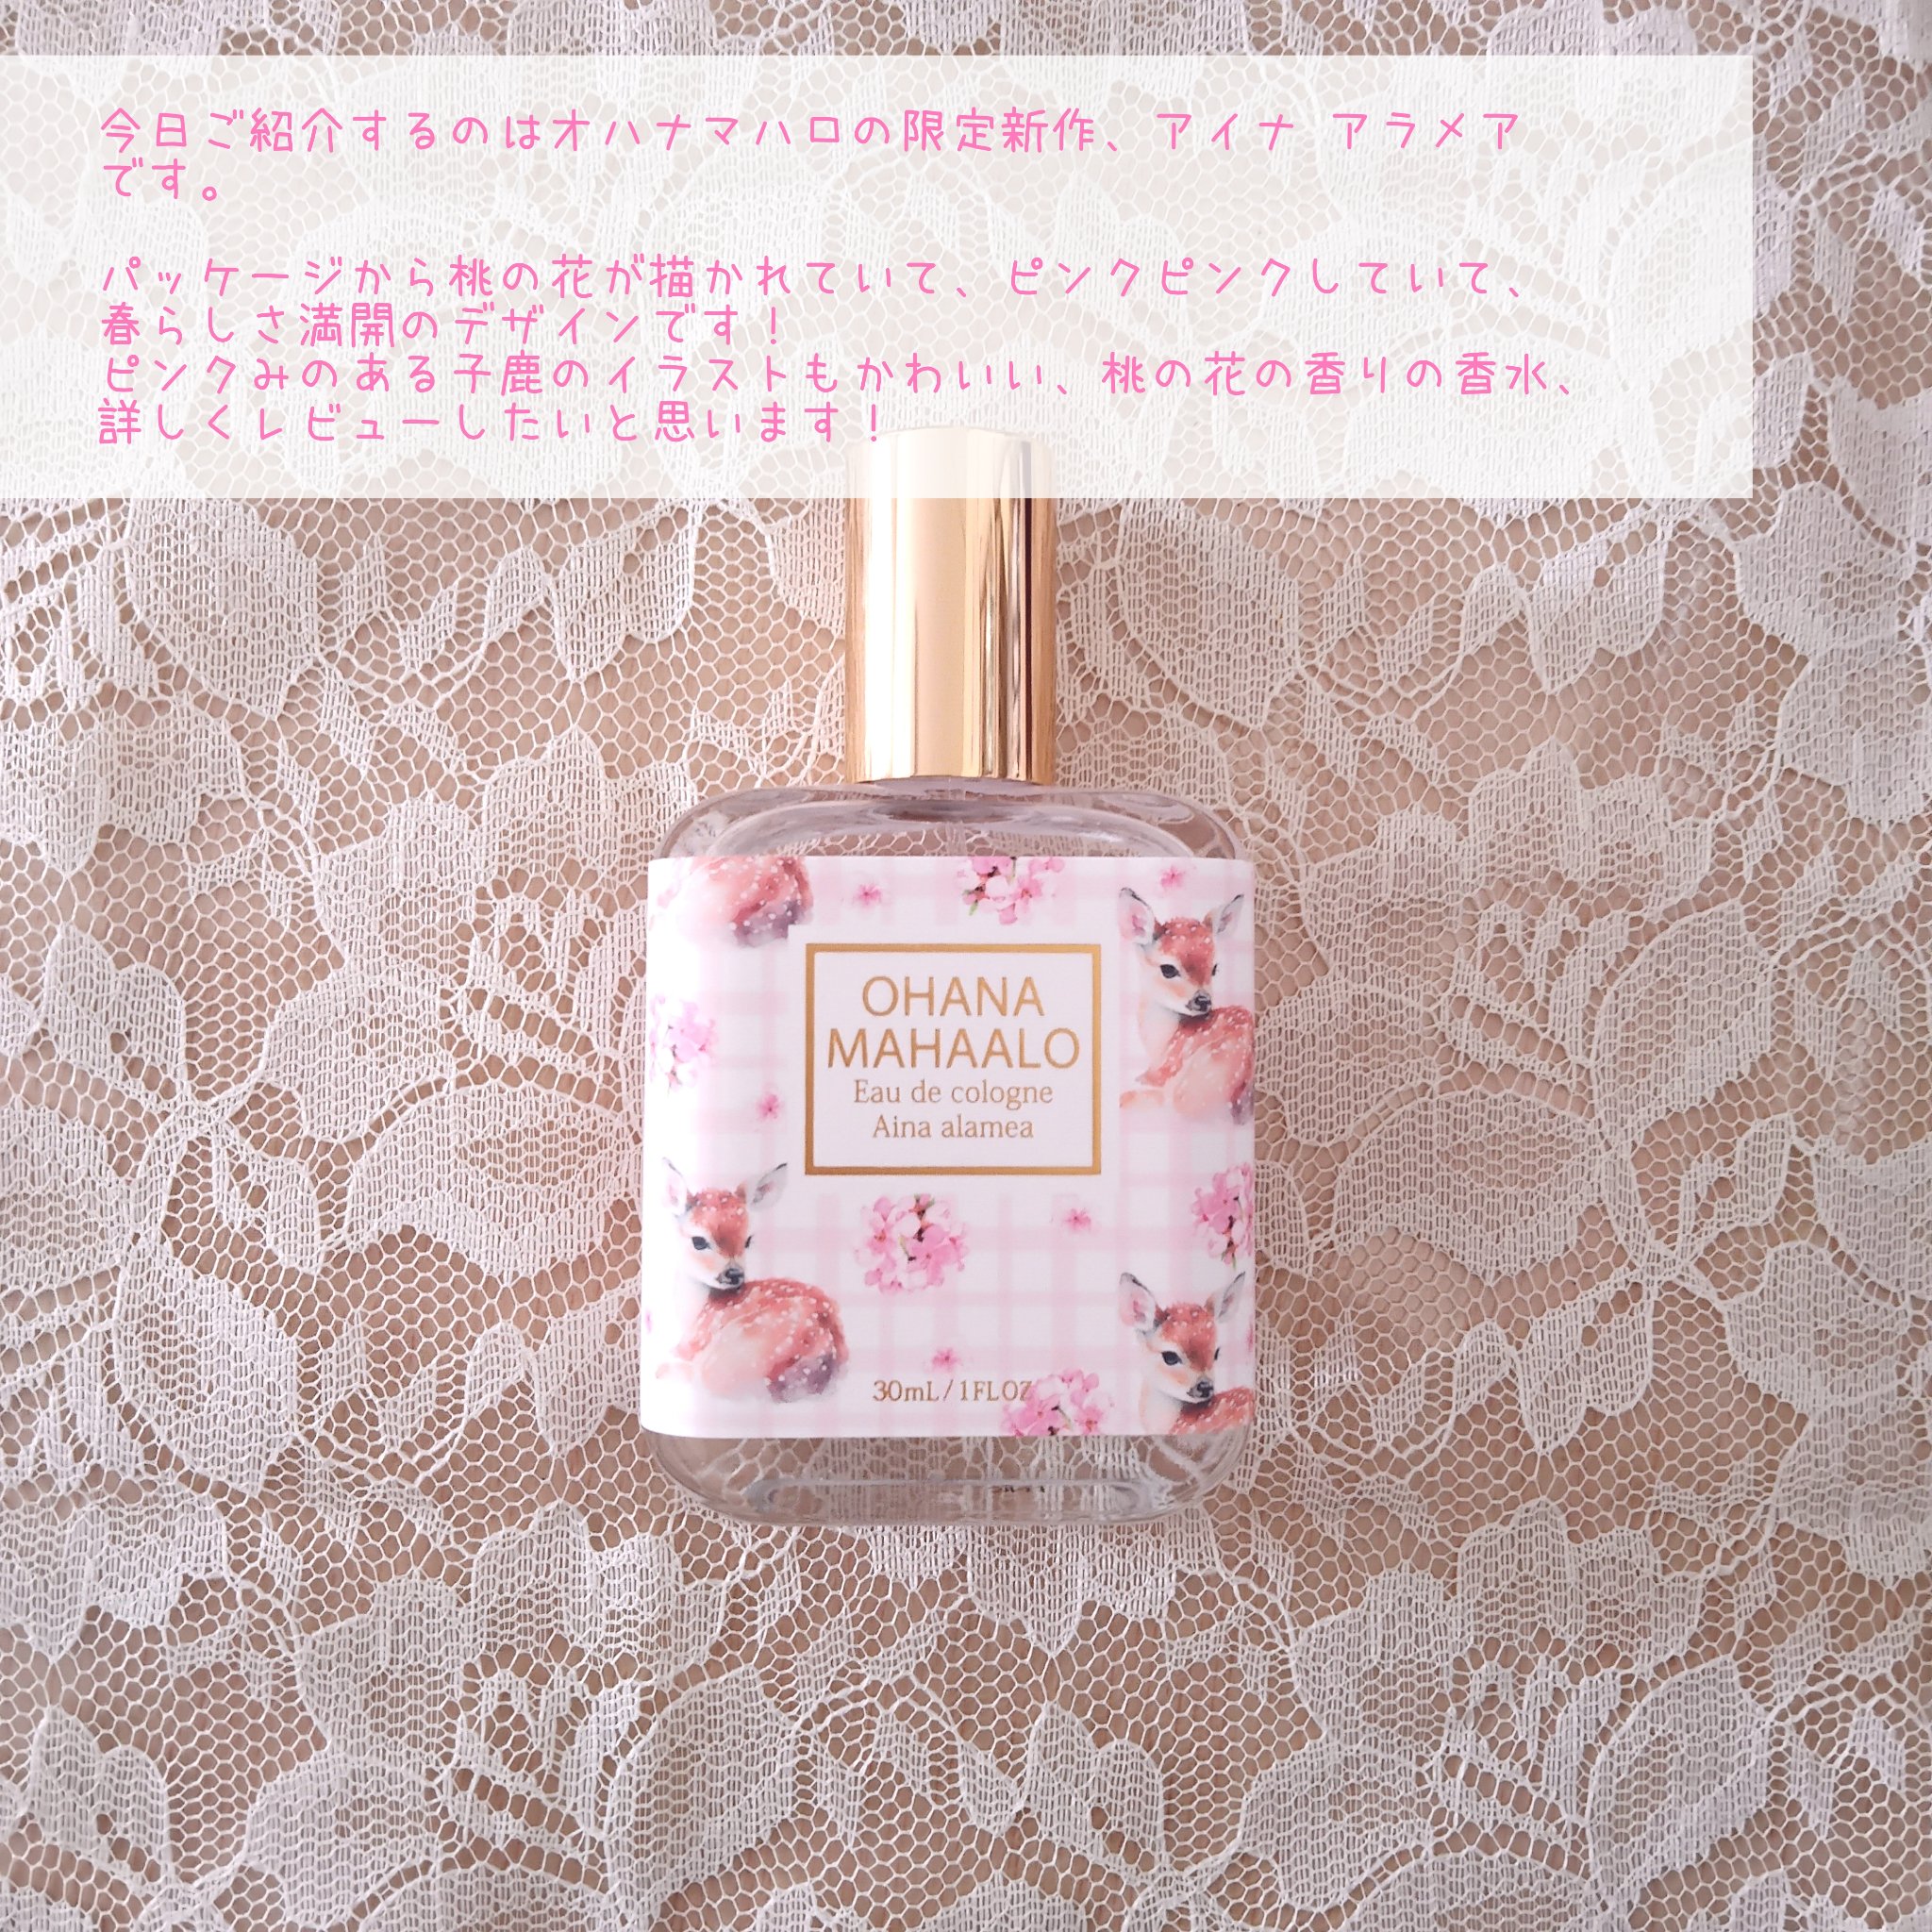 今日ご紹介するのはオハナマハロの限定新作、アイナ アラメア
です。
パッケージから桃の花が描かれていて、ピンクピンクしていて、
春らしさ満開のデザインです！
ピンクみのある子鹿のイラストもかわいい、桃の花の香りの香水、
詳しくレビューしたいと思います！
OHANA
MAHAALO
Eau de cologne
Aina alamea
30mL/1FLOZ